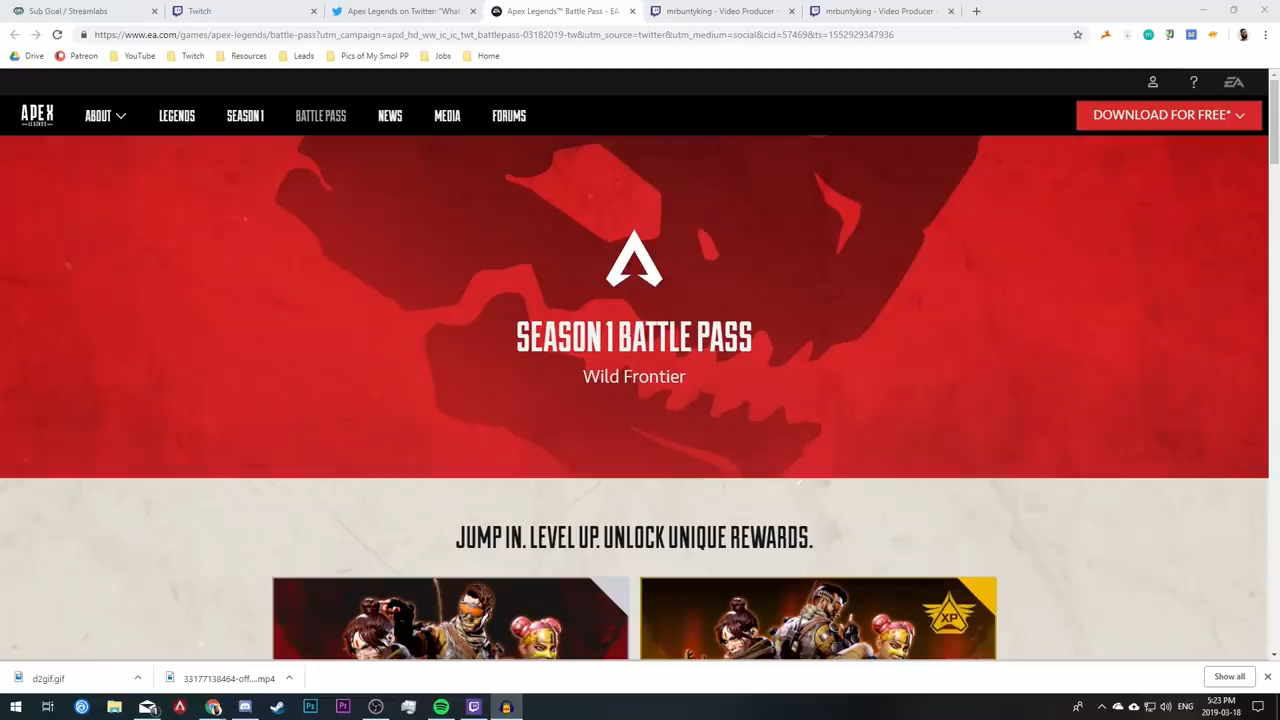 Sub Goal / Streamlabs
Twitch
Apex Legends on Twitter: "What
Apex Legends™ Battle Pass - EA
mrbuntyking - Video Producer -
mrbuntyking - Video Producer -
https://www.ea.com/games/apex-legends/battle-pass?utm_campaign=apxl_hd_ww_ic_ic_twt_battlepass-03182019-tw&utm_source=twitter&utm_medium=social&cid=57469&ts=1552929347936
Drive
Patreon
YouTube
Twitch
Resources
Leads
Pics of My Smol PP
Jobs
Home
EA
APEX
LEGENDS
ABOUT
LEGENDS
SEASON 1
BATTLE PASS
NEWS
MEDIA
FORUMS
DOWNLOAD FOR FREE*
SEASON 1 BATTLE PASS
Wild Frontier
JUMP IN. LEVEL UP. UNLOCK UNIQUE REWARDS.
XP
d2gif.gif
33177138464-off....mp4
Show all
Ps
Pr
ENG
5:23 PM
2019-03-18